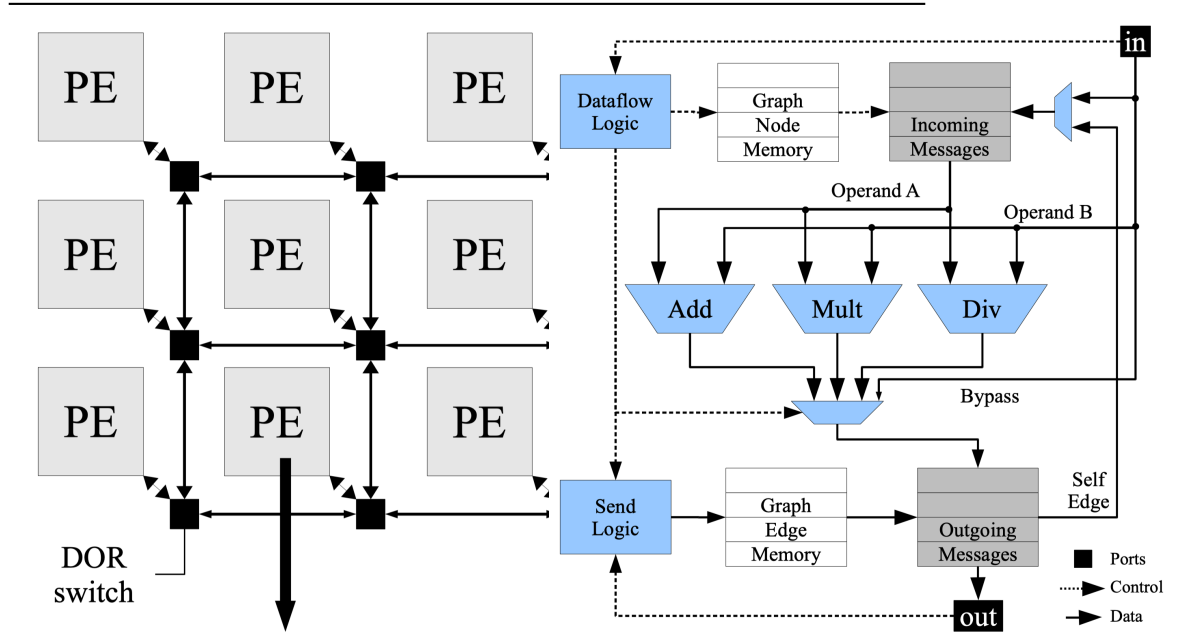 PE
PE
PE
PE
PE
PE
PE
PE
PE
DOR
switch
in
Dataflow
Logic
Graph
Node
Memory
Incoming
Messages
Operand A
Operand B
Add
Mult
Div
Bypass
Send
Logic
Graph
Edge
Memory
Outgoing
Messages
Self
Edge
out
Ports
Control
Data